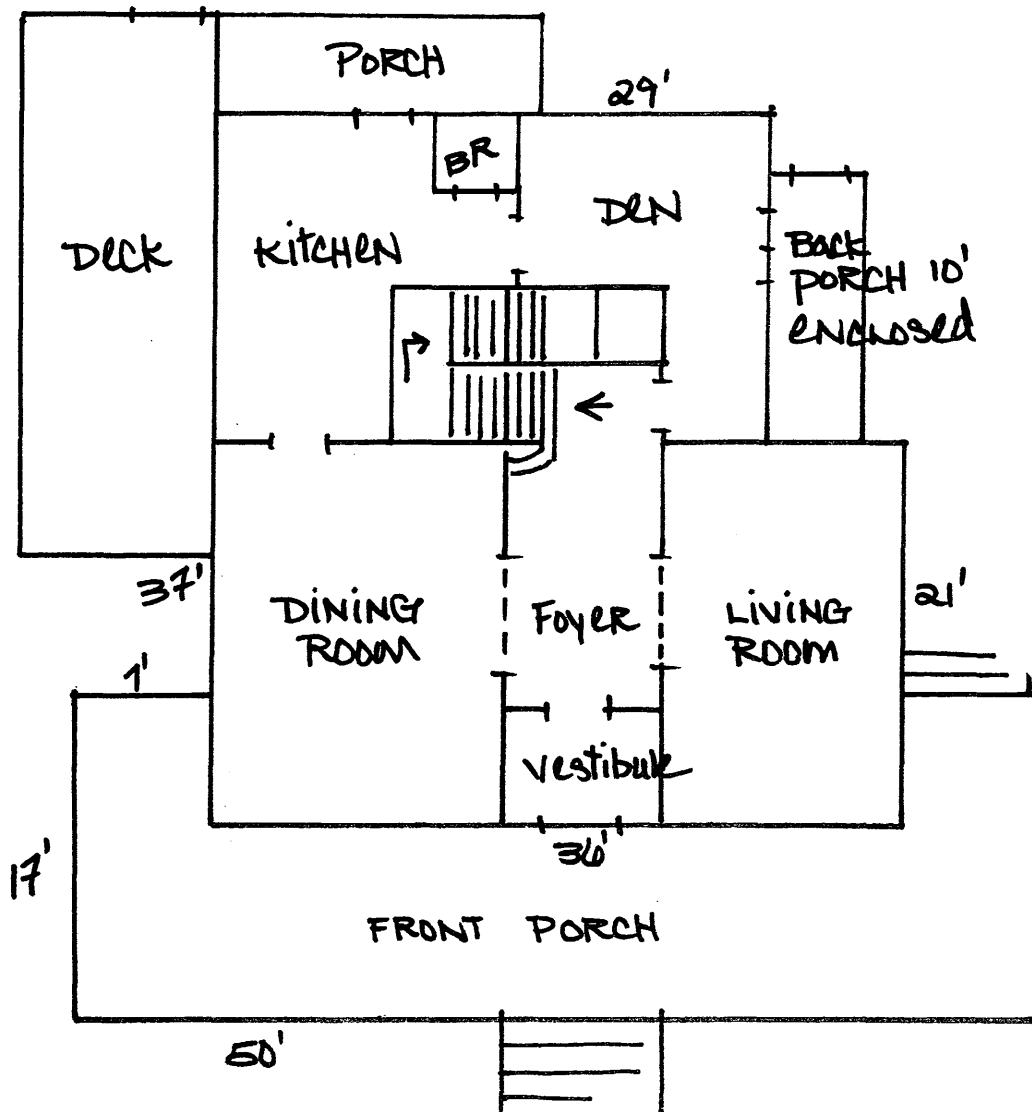 PORCH
29'
BR
DeN
Deck
KitCHeN
BACK
PORCH 10'
eNCLOSed
37'
DiNiNG
ROOM
FoyeR
LiViNG
ROOM
21'
7'
Vestibule
36'
17'
FRONT PORCH
50'